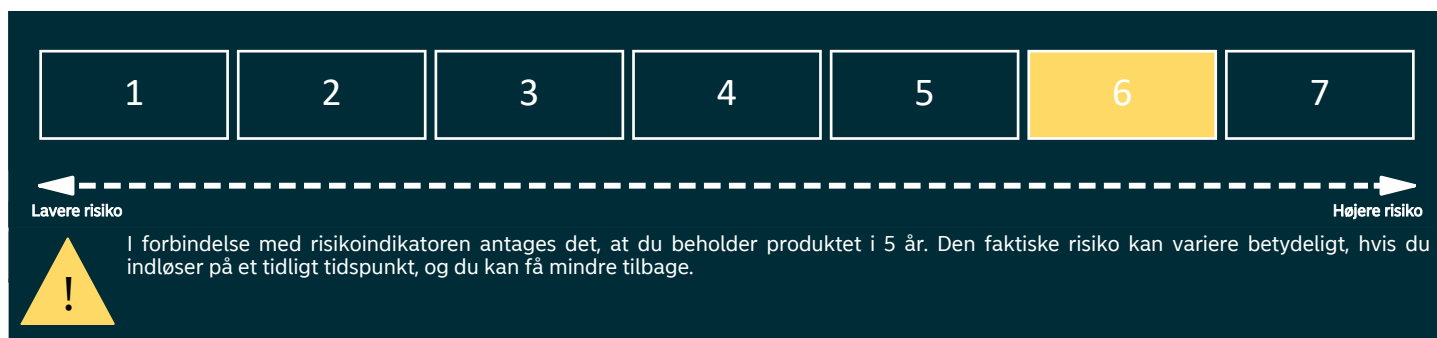 1 2 3 4 5 6 7
Lavere risiko Højere risiko
I forbindelse med risikoindikatoren antages det, at du beholder produktet i 5 år. Den faktiske risiko kan variere betydeligt, hvis du
indløser på et tidligt tidspunkt, og du kan få mindre tilbage.
!